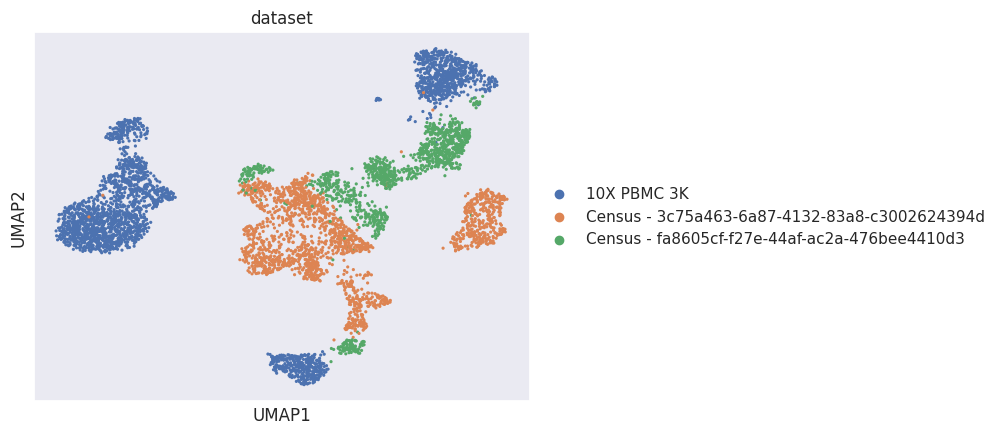 dataset
UMAP2
10X PBMC 3K
Census - 3c75a463-6a87-4132-83a8-c3002624394d
Census - fa8605cf-f27e-44af-ac2a-476bee4410d3
UMAP1